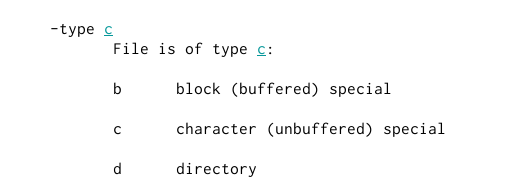 -type c
File is of type c:
b block (buffered) special
c character (unbuffered) special
d directory